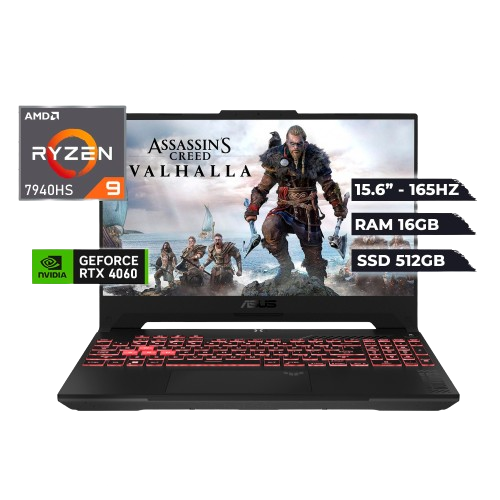 AMD
RYZEN
7940HS 9
NVIDIA
GEFORCE
RTX 4060
ASSASSIN'S
CREED
VALHALLA
15.6” - 165HZ
RAM 16GB
SSD 512GB
ASUS